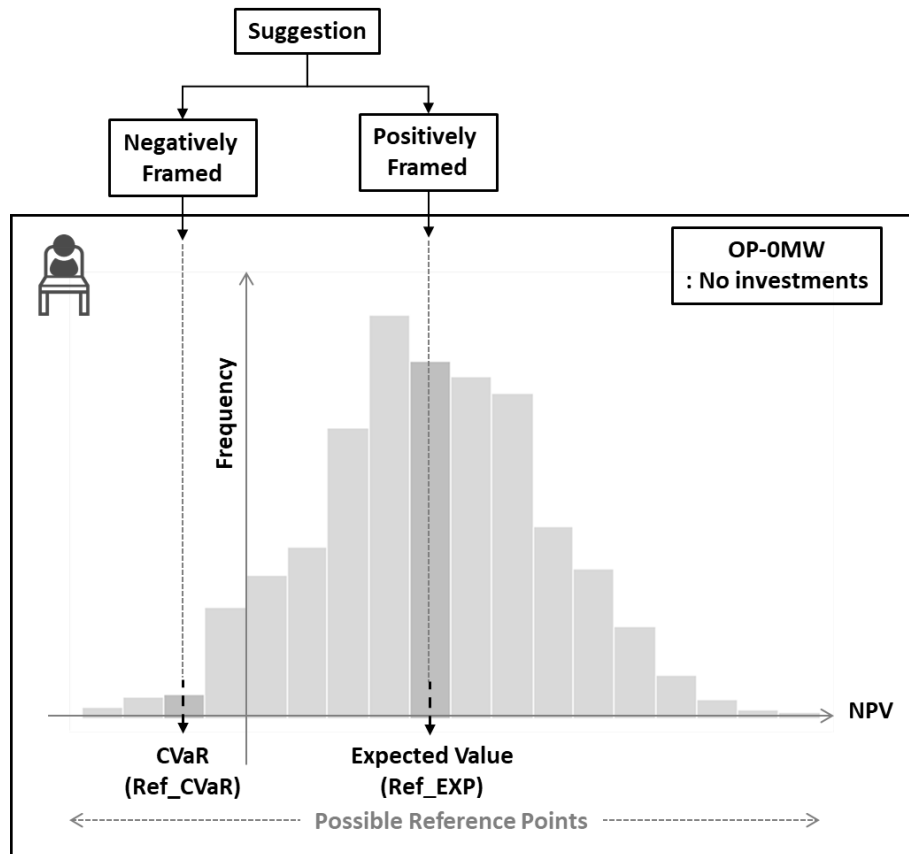 Suggestion
Negatively
Framed
Positively
Framed
OP-0MW
: No investments
Frequency
NPV
CVaR
(Ref_CVaR)
Expected Value
(Ref_EXP)
Possible Reference Points